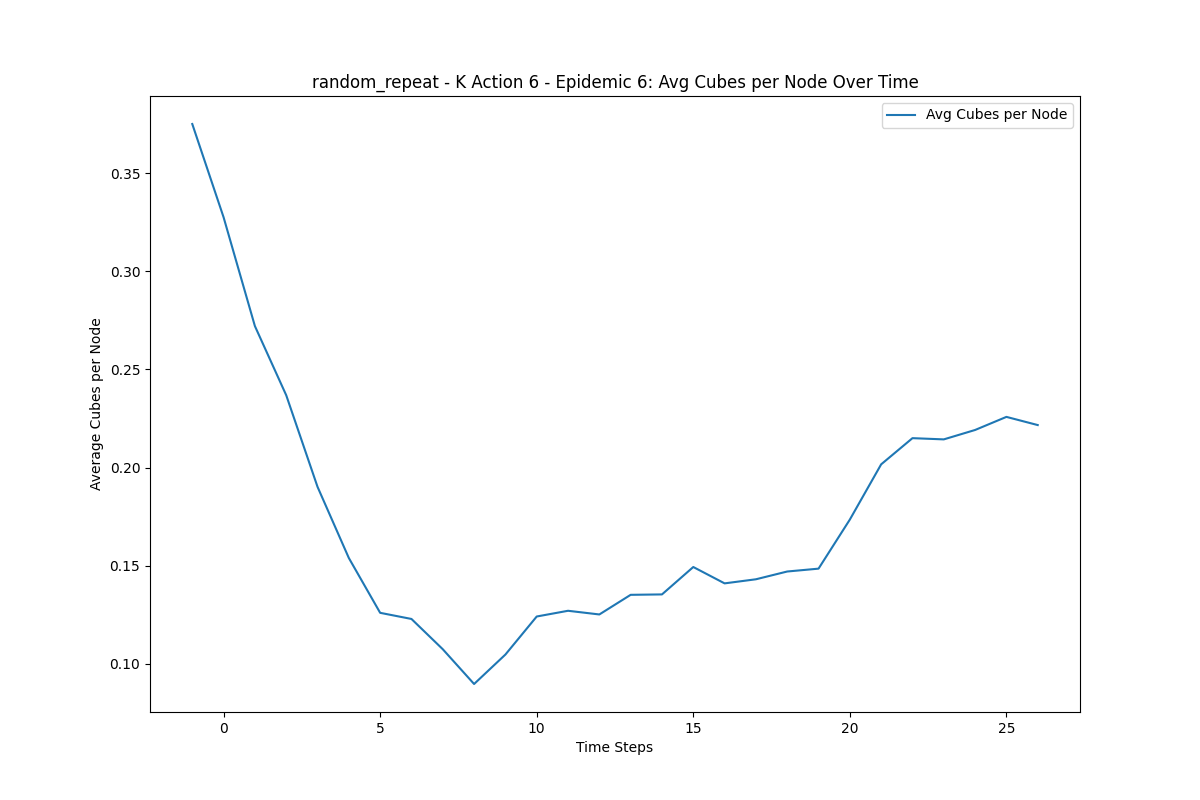 random_repeat - K Action 6 - Epidemic 6: Avg Cubes per Node Over Time
Avg Cubes per Node
Average Cubes per Node
0.35
0.30
0.25
0.20
0.15
0.10
0 5 10 15 20 25
Time Steps